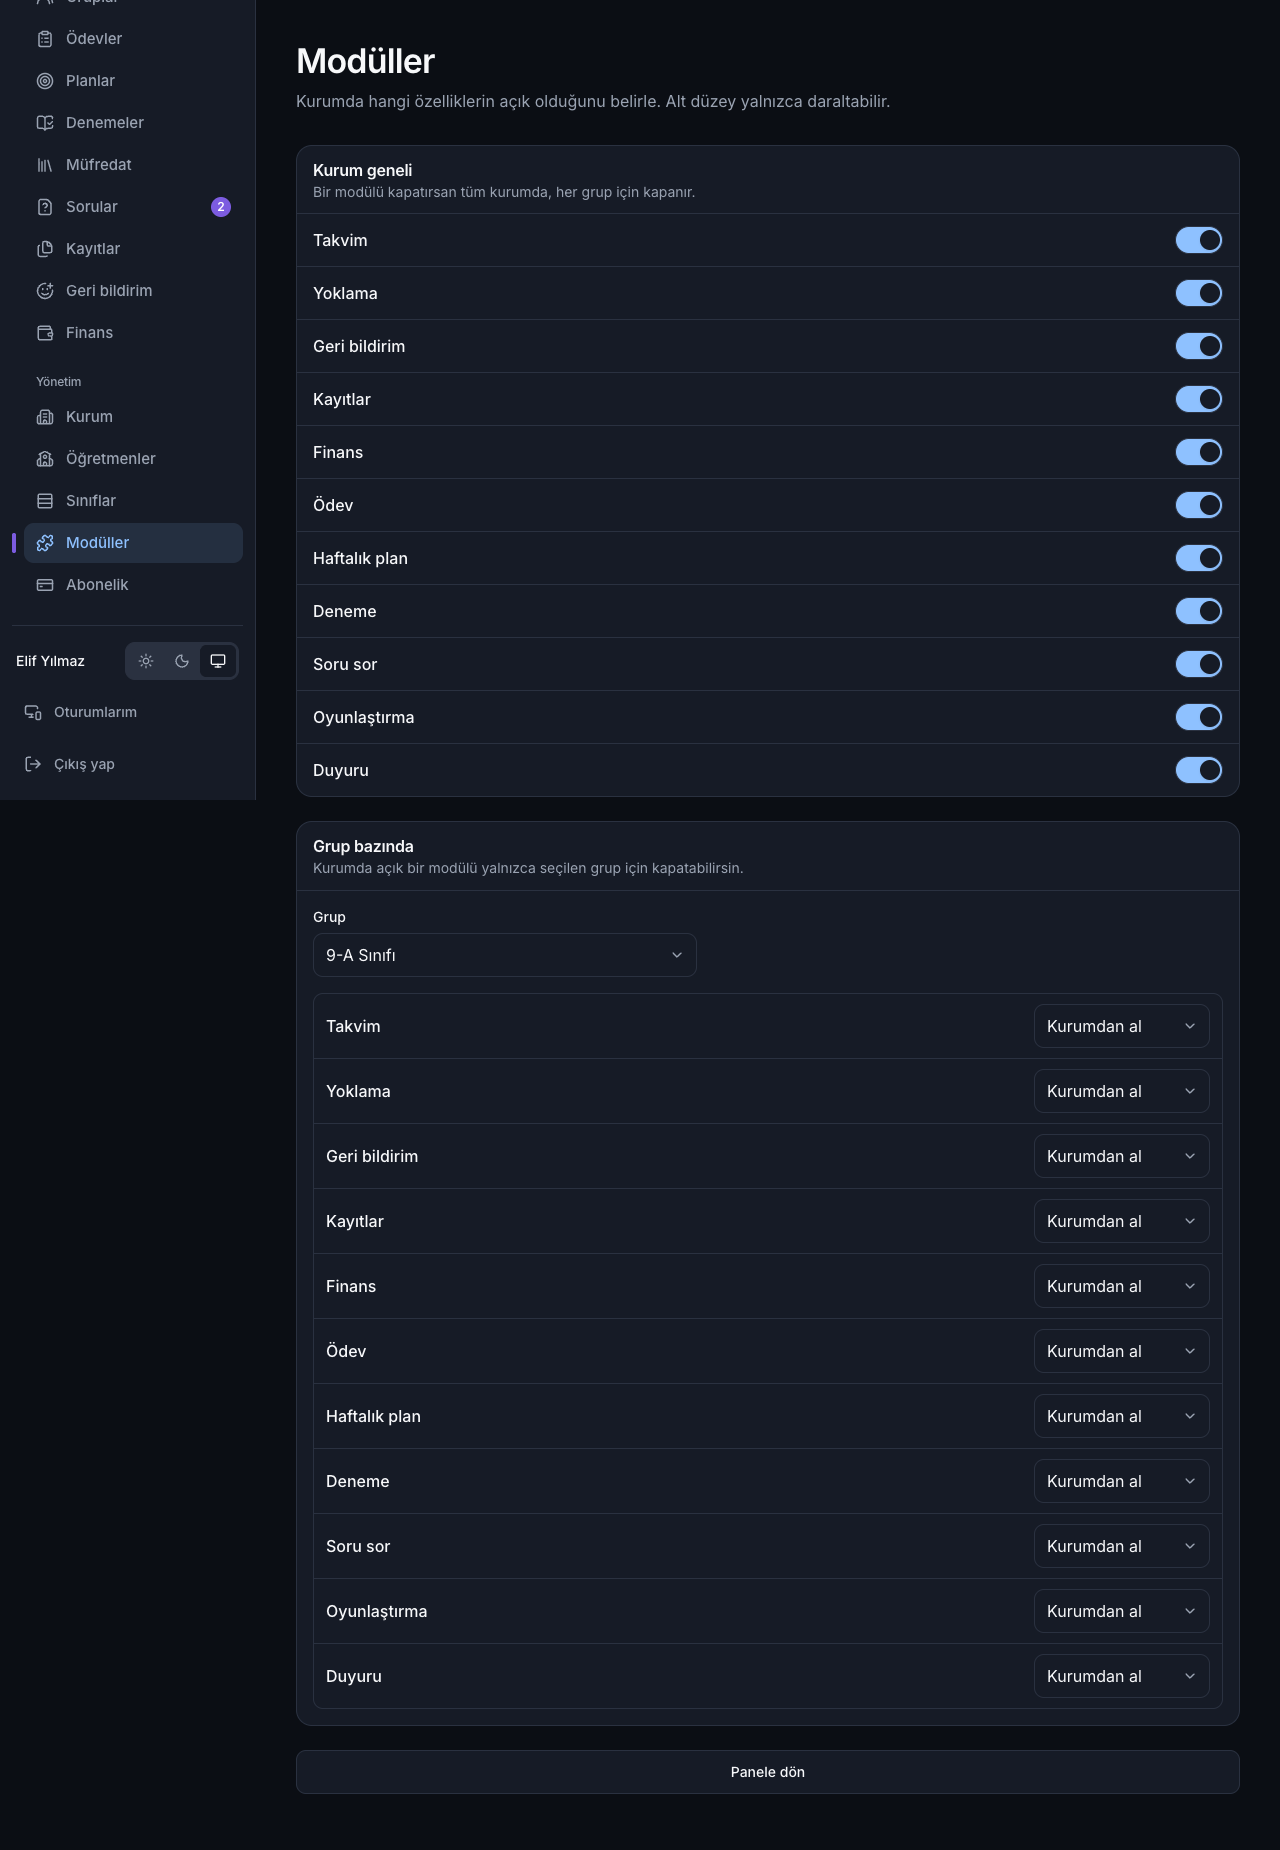 Ödevler
Planlar
Denemeler
Müfredat
Sorular
2
Kayıtlar
Geri bildirim
Finans
Yönetim
Kurum
Öğretmenler
Sınıflar
Modüller
Abonelik
Elif Yılmaz
Oturumlarım
Çıkış yap
Modüller
Kurumda hangi özelliklerin açık olduğunu belirle. Alt düzey yalnızca daraltabilir.
Kurum geneli
Bir modülü kapatırsan tüm kurumda, her grup için kapanır.
Takvim
Yoklama
Geri bildirim
Kayıtlar
Finans
Ödev
Haftalık plan
Deneme
Soru sor
Oyunlaştırma
Duyuru
Grup bazında
Kurumda açık bir modülü yalnızca seçilen grup için kapatabilirsin.
Grup
9-A Sınıfı
Takvim Kurumdan al
Yoklama Kurumdan al
Geri bildirim Kurumdan al
Kayıtlar Kurumdan al
Finans Kurumdan al
Ödev Kurumdan al
Haftalık plan Kurumdan al
Deneme Kurumdan al
Soru sor Kurumdan al
Oyunlaştırma Kurumdan al
Duyuru Kurumdan al
Panele dön